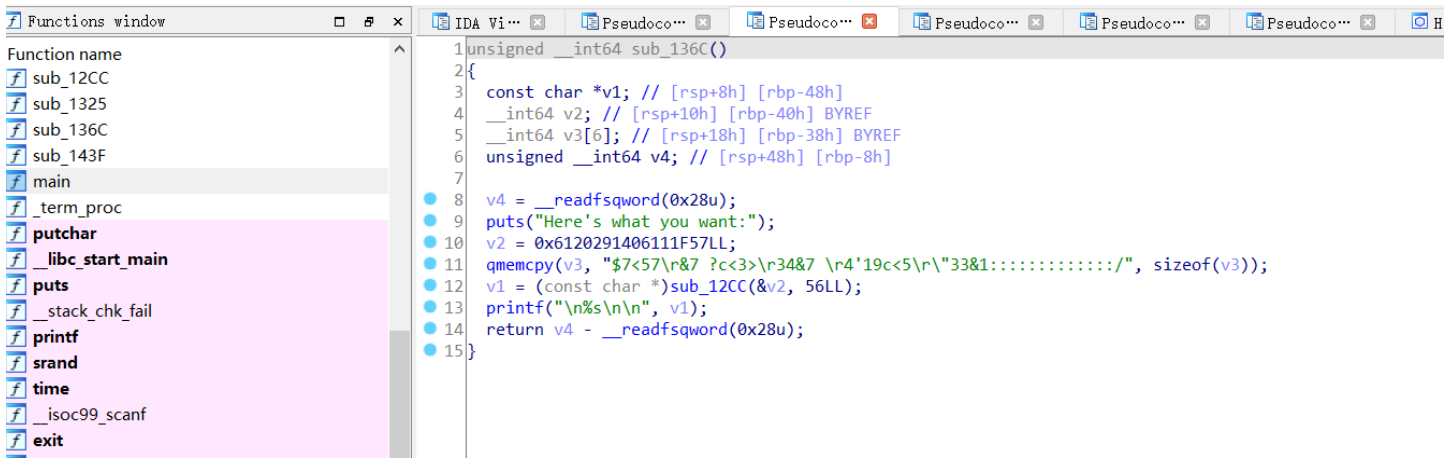 Functions window
IDA Vi…
Pseudoco…
Pseudoco…
Pseudoco…
Pseudoco…
Pseudoco…
H
Function name
sub_12CC
sub_1325
sub_136C
sub_143F
main
_term_proc
putchar
__libc_start_main
puts
__stack_chk_fail
printf
srand
time
__isoc99_scanf
exit
1 unsigned __int64 sub_136C()
2 {
3 const char *v1; // [rsp+8h] [rbp-48h]
4 __int64 v2; // [rsp+10h] [rbp-40h] BYREF
5 __int64 v3[6]; // [rsp+18h] [rbp-38h] BYREF
6 unsigned __int64 v4; // [rsp+48h] [rbp-8h]
7
8 v4 = __readfsqword(0x28u);
9 puts("Here's what you want:");
10 v2 = 0x6120291406111F57LL;
11 qmemcpy(v3, "$7<57\r&7 ?c<3>\r34&7 \r4'19c<5\r\"33&1:::::::::::::/", sizeof(v3));
12 v1 = (const char *)sub_12CC(&v2, 56LL);
13 printf("\n%s\n\n", v1);
14 return v4 - __readfsqword(0x28u);
15 }